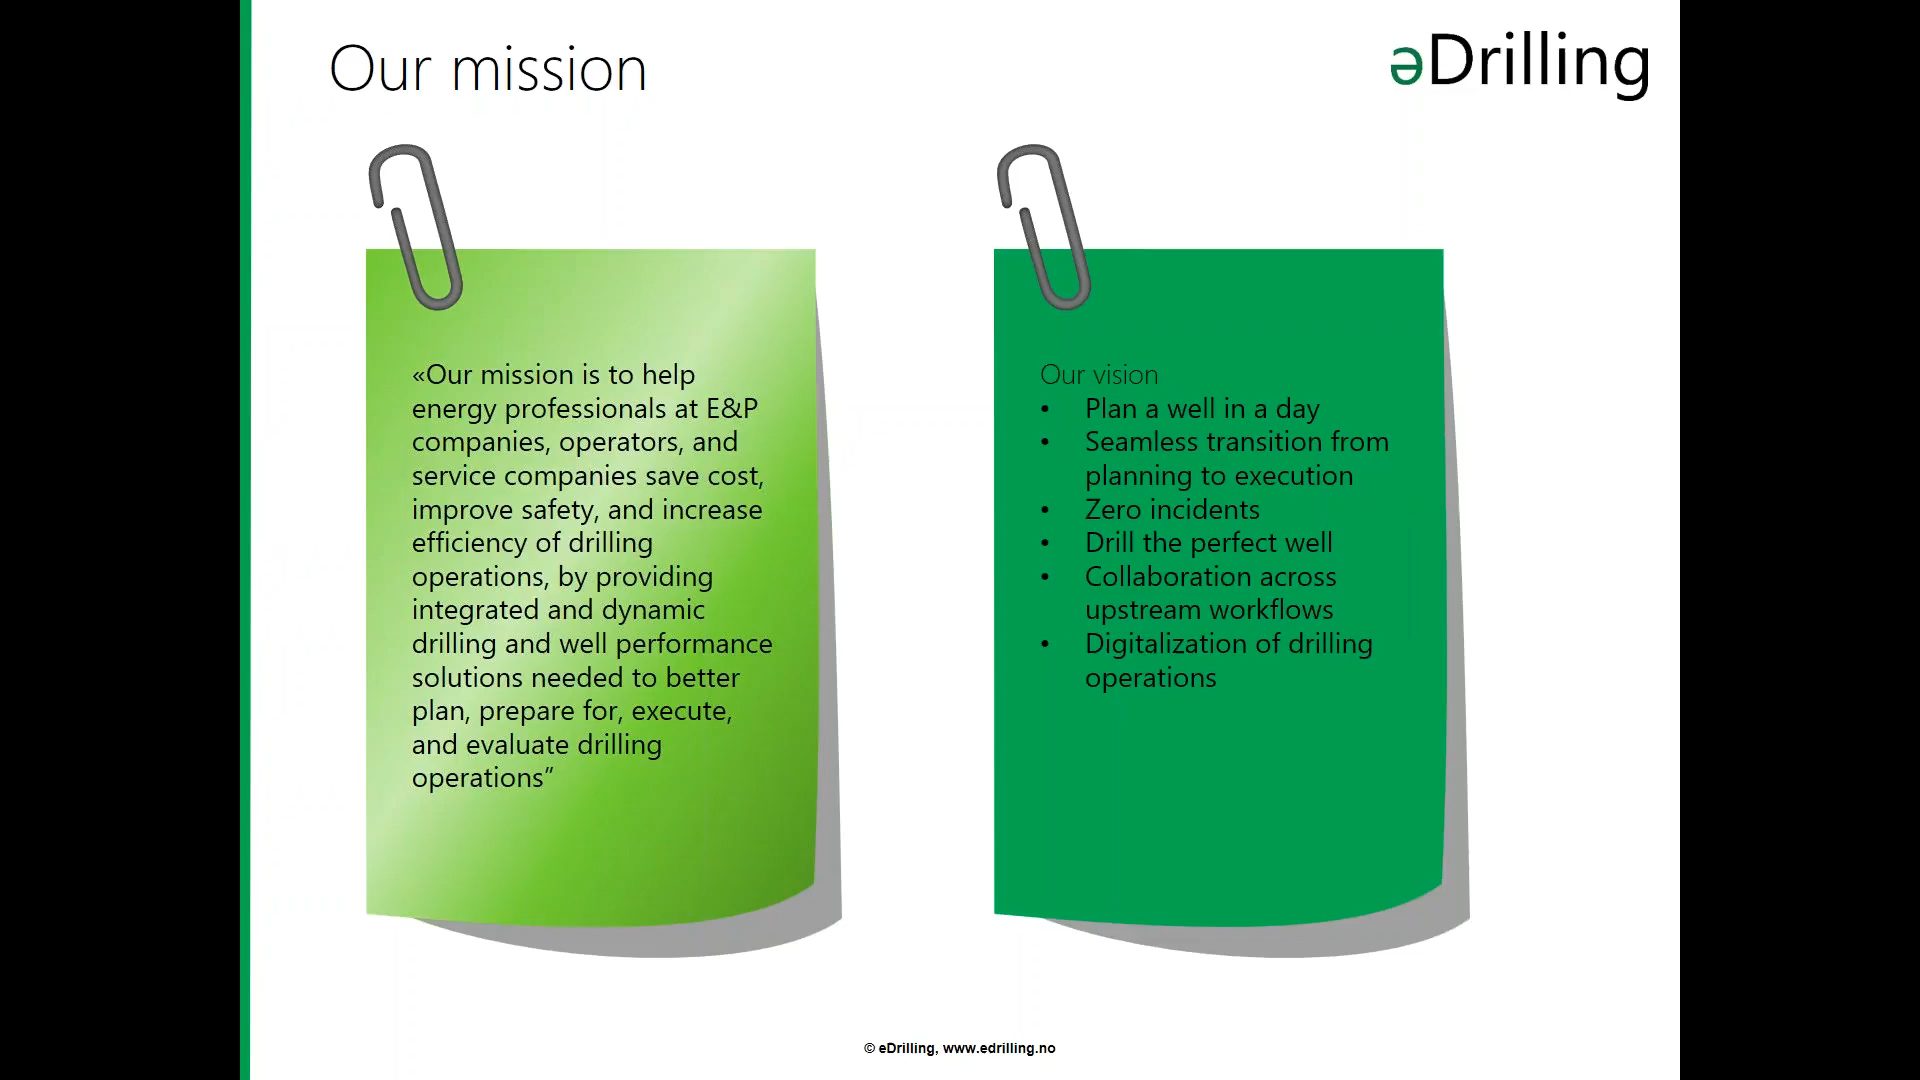 Our mission
əDrilling
«Our mission is to help
energy professionals at E&P
companies, operators, and
service companies save cost,
improve safety, and increase
efficiency of drilling
operations, by providing
integrated and dynamic
drilling and well performance
solutions needed to better
plan, prepare for, execute,
and evaluate drilling
operations”
Our vision
• Plan a well in a day
• Seamless transition from
planning to execution
• Zero incidents
• Drill the perfect well
• Collaboration across
upstream workflows
• Digitalization of drilling
operations
© eDrilling, www.edrilling.no